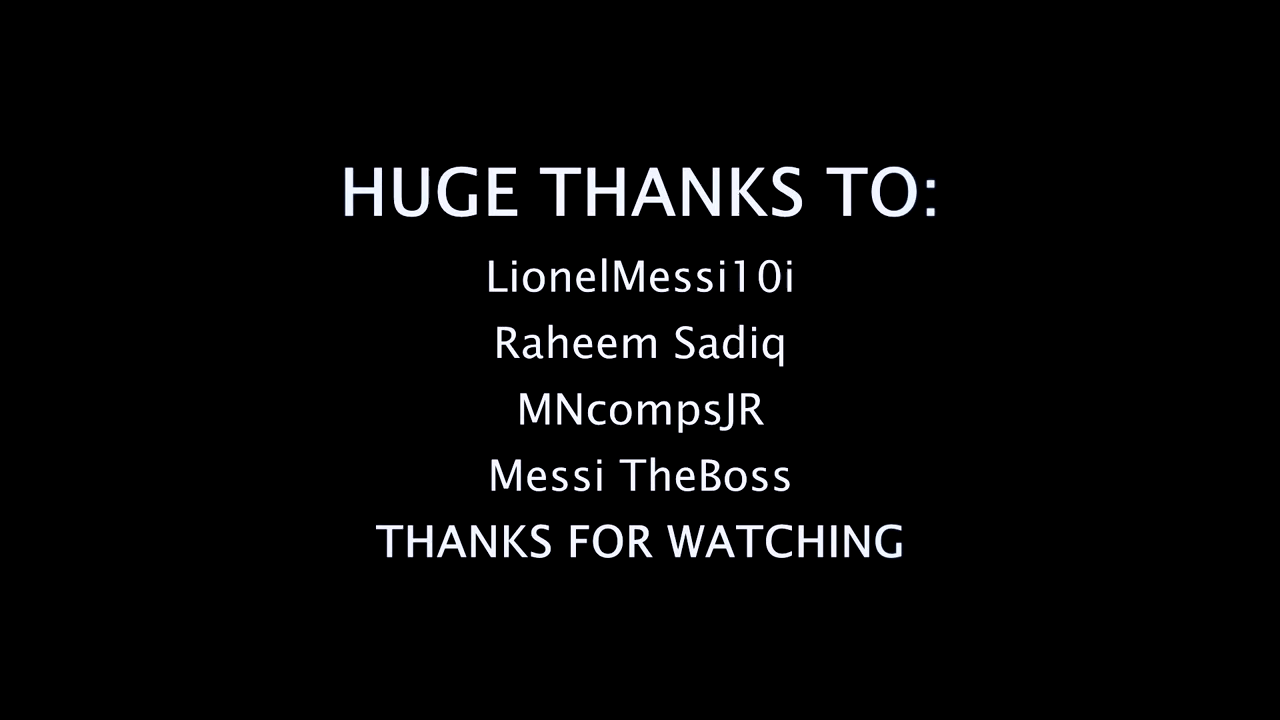 HUGE THANKS TO:
LionelMessi10i
Raheem Sadiq
MNcompsJR
Messi TheBoss
THANKS FOR WATCHING